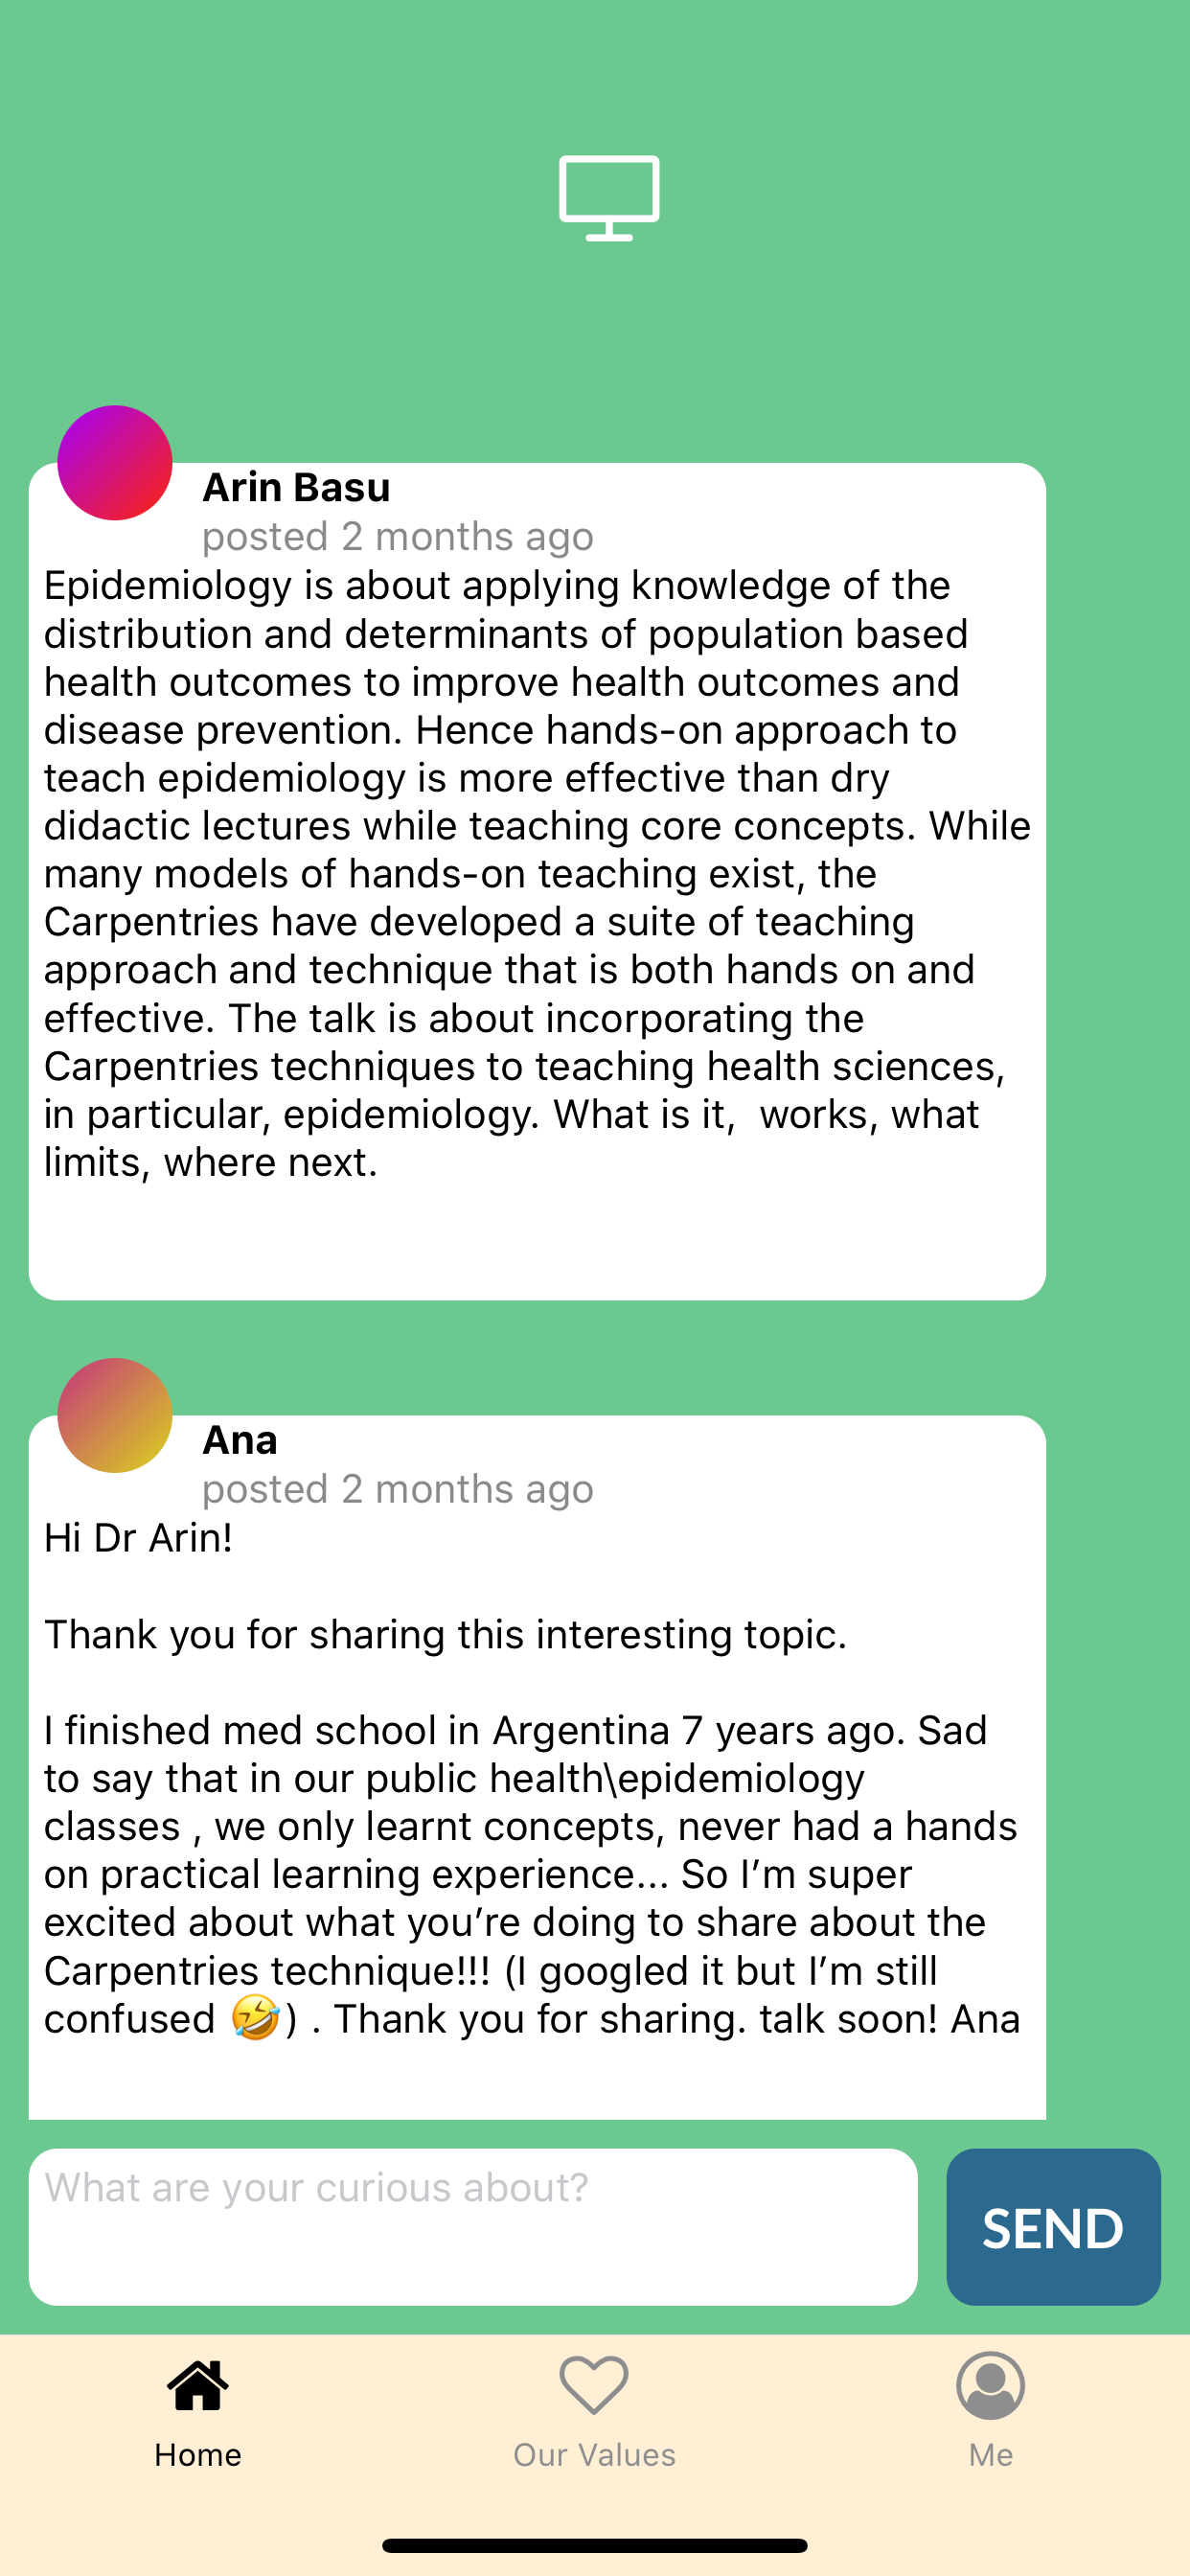 Arin Basu
posted 2 months ago
Epidemiology is about applying knowledge of the
distribution and determinants of population based
health outcomes to improve health outcomes and
disease prevention. Hence hands-on approach to
teach epidemiology is more effective than dry
didactic lectures while teaching core concepts. While
many models of hands-on teaching exist, the
Carpentries have developed a suite of teaching
approach and technique that is both hands on and
effective. The talk is about incorporating the
Carpentries techniques to teaching health sciences,
in particular, epidemiology. What is it,  works, what
limits, where next.
Ana
posted 2 months ago
Hi Dr Arin!
Thank you for sharing this interesting topic.
I finished med school in Argentina 7 years ago. Sad
to say that in our public health\epidemiology
classes , we only learnt concepts, never had a hands
on practical learning experience... So I’m super
excited about what you’re doing to share about the
Carpentries technique!!! (I googled it but I’m still
confused 🤣) . Thank you for sharing. talk soon! Ana
What are your curious about?
SEND
Home
Our Values
Me